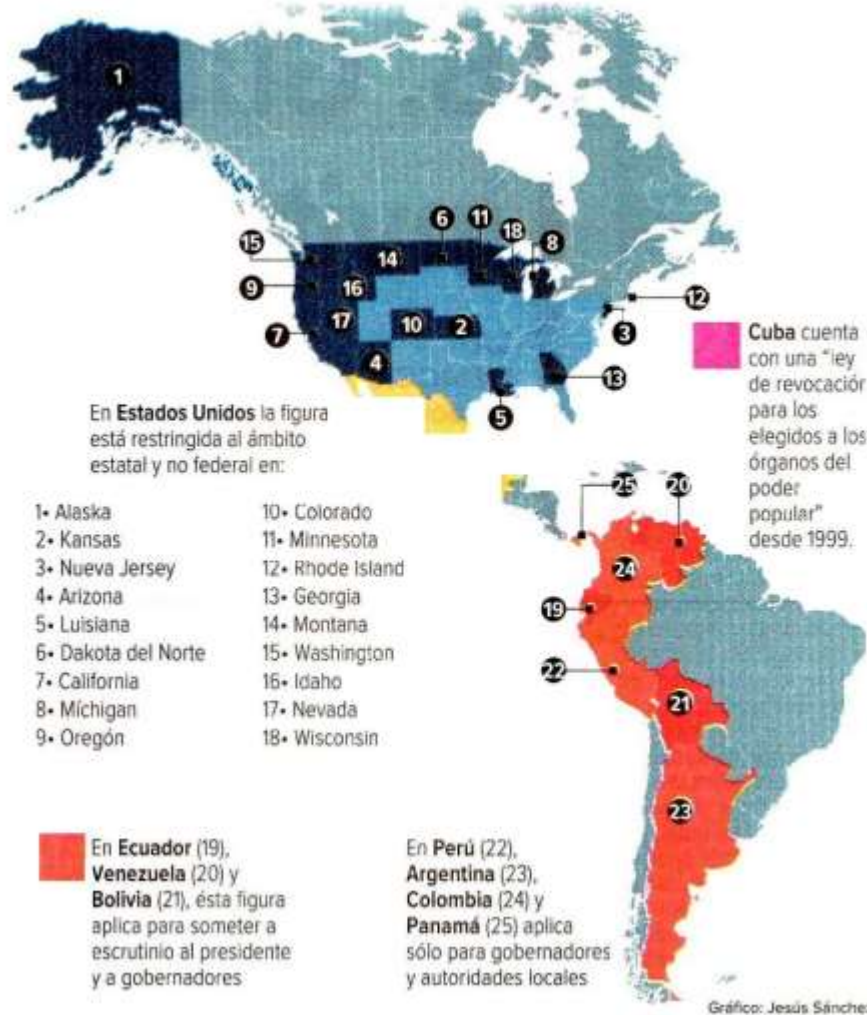 1
6
11
18
8
15
14
9
16
12
17
10
7
2
3
4
13
5
Cuba cuenta
con una "ley
de revocación
para los
elegidos a los
órganos del
poder
popular"
desde 1999.
En Estados Unidos la figura
está restringida al ámbito
estatal y no federal en:
1• Alaska
2• Kansas
3• Nueva Jersey
4• Arizona
5• Luisiana
6• Dakota del Norte
7• California
8• Míchigan
9• Oregón
10• Colorado
11• Minnesota
12• Rhode Island
13• Georgia
14• Montana
15• Washington
16• Idaho
17• Nevada
18• Wisconsin
25
20
24
19
22
21
23
En Ecuador (19),
Venezuela (20) y
Bolivia (21), ésta figura
aplica para someter a
escrutinio al presidente
y a gobernadores
En Perú (22),
Argentina (23),
Colombia (24) y
Panamá (25) aplica
sólo para gobernadores
y autoridades locales
Gráfico: Jesús Sánche